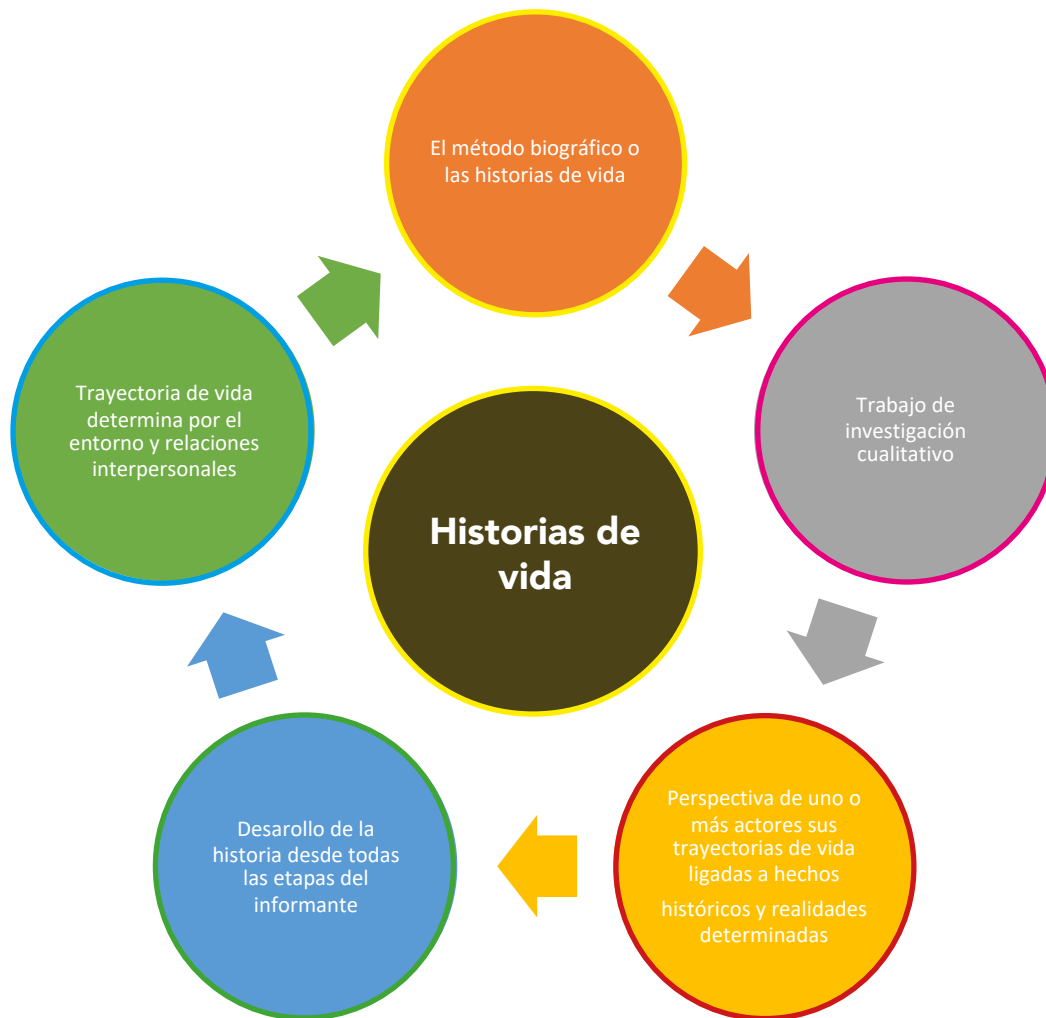 El método biográfico o
las historias de vida
Trabajo de
investigación
cualitativo
Perspectiva de uno o
más actores sus
trayectorias de vida
ligadas a hechos
históricos y realidades
determinadas
Desarollo de la
historia desde todas
las etapas del
informante
Trayectoria de vida
determina por el
entorno y relaciones
interpersonales
Historias de
vida